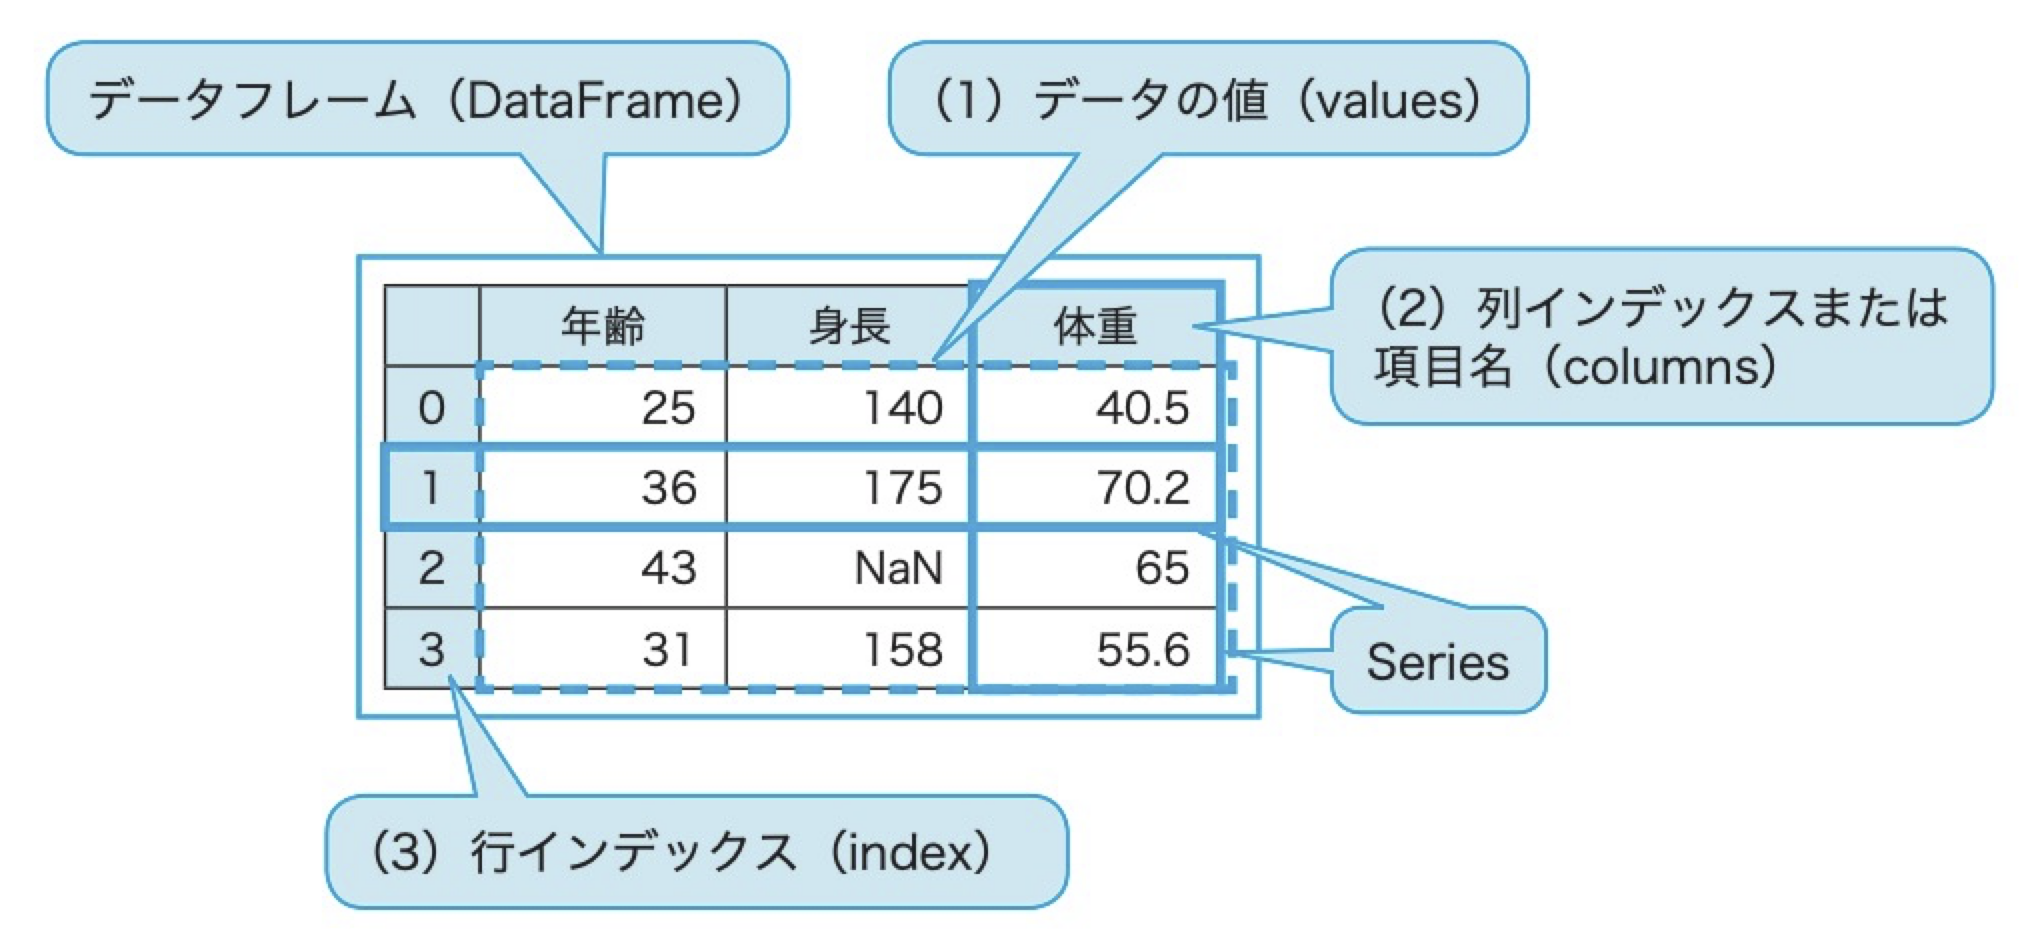 データフレーム（DataFrame）
（1）データの値（values）
（2）列インデックスまたは
項目名（columns）
年齢 身長 体重
0 25 140 40.5
1 36 175 70.2
2 43 NaN 65
3 31 158 55.6
Series
（3）行インデックス（index）